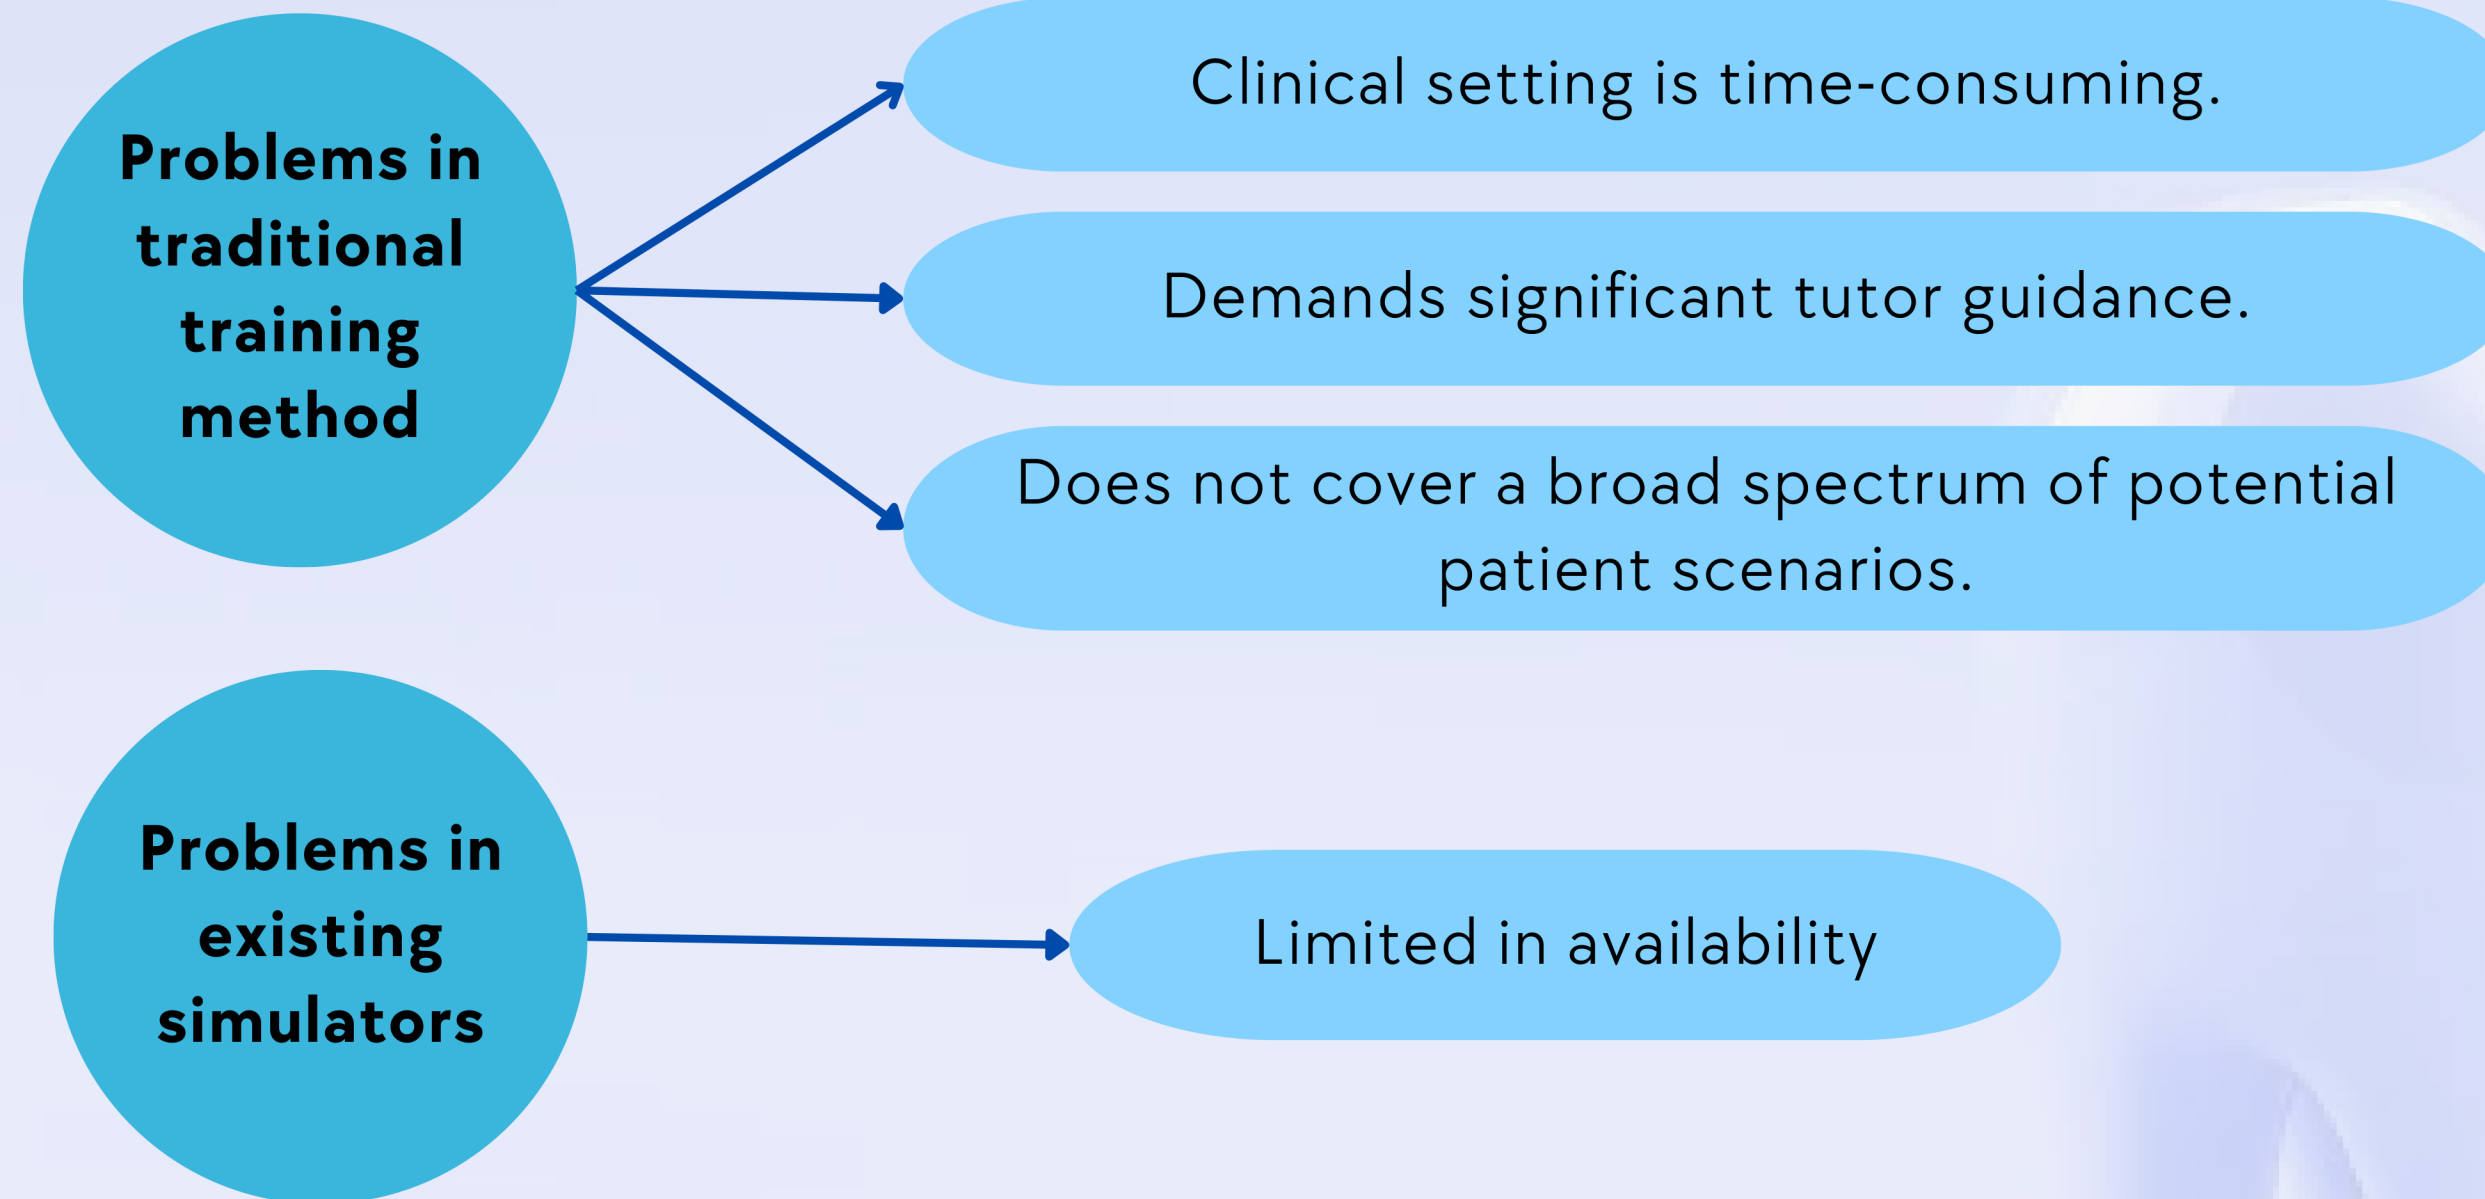 Problems in
traditional
training
method
Clinical setting is time-consuming.
Demands significant tutor guidance.
Does not cover a broad spectrum of potential
patient scenarios.
Problems in
existing
simulators
Limited in availability